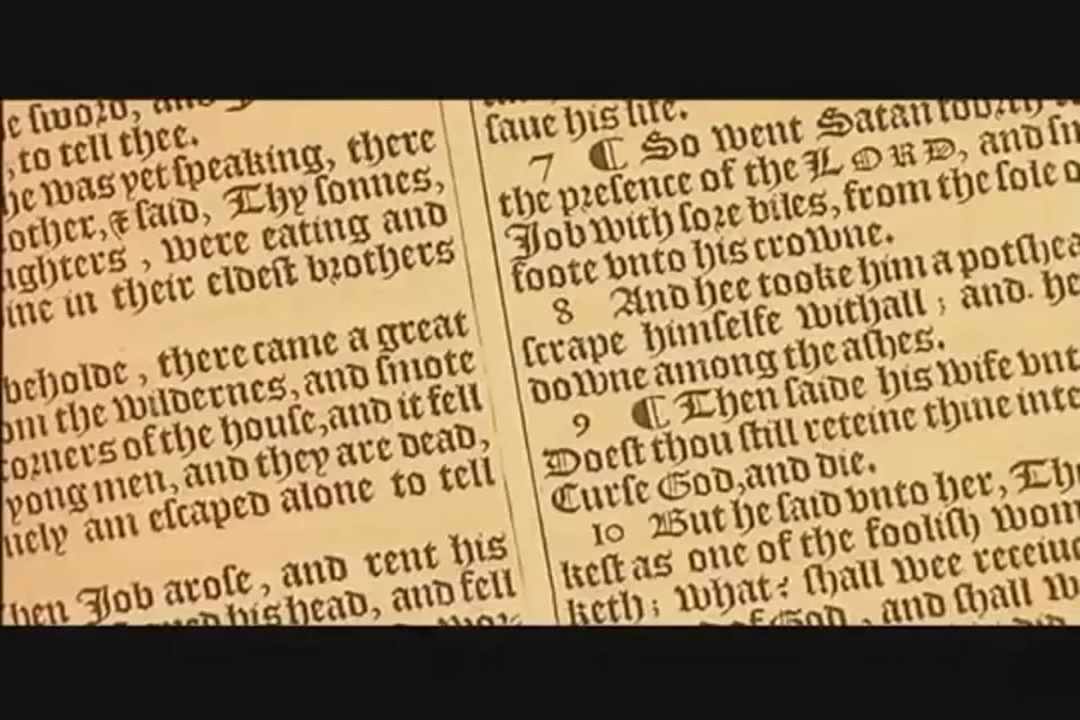 e sword, and
, to tell thee.
he was yet speaking, there
other, & said, Thy sonnes,
ughters, were eating and
ine in their eldest brothers
beholde, there came a great
om the wildernes, and smote
corners of the house, and it fell
yong men, and they are dead,
nely am escaped alone to tell
hen Job arose, and rent his
his head, and fell
saue his life.
7 ¶ So went Satan foorth
the presence of the LORD, and sm
Job with sore biles, from the sole o
foote vnto his crowne.
8 And hee tooke him a potshea
scrape himselfe withall; and he
downe among the ashes.
9 ¶ Then saide his wife vnt
Doest thou still reteine thine inte
Curse God, and die.
10 But he said vnto her, Th
kest as one of the foolish wom
keth; what? shall wee receiue
of God, and shall w